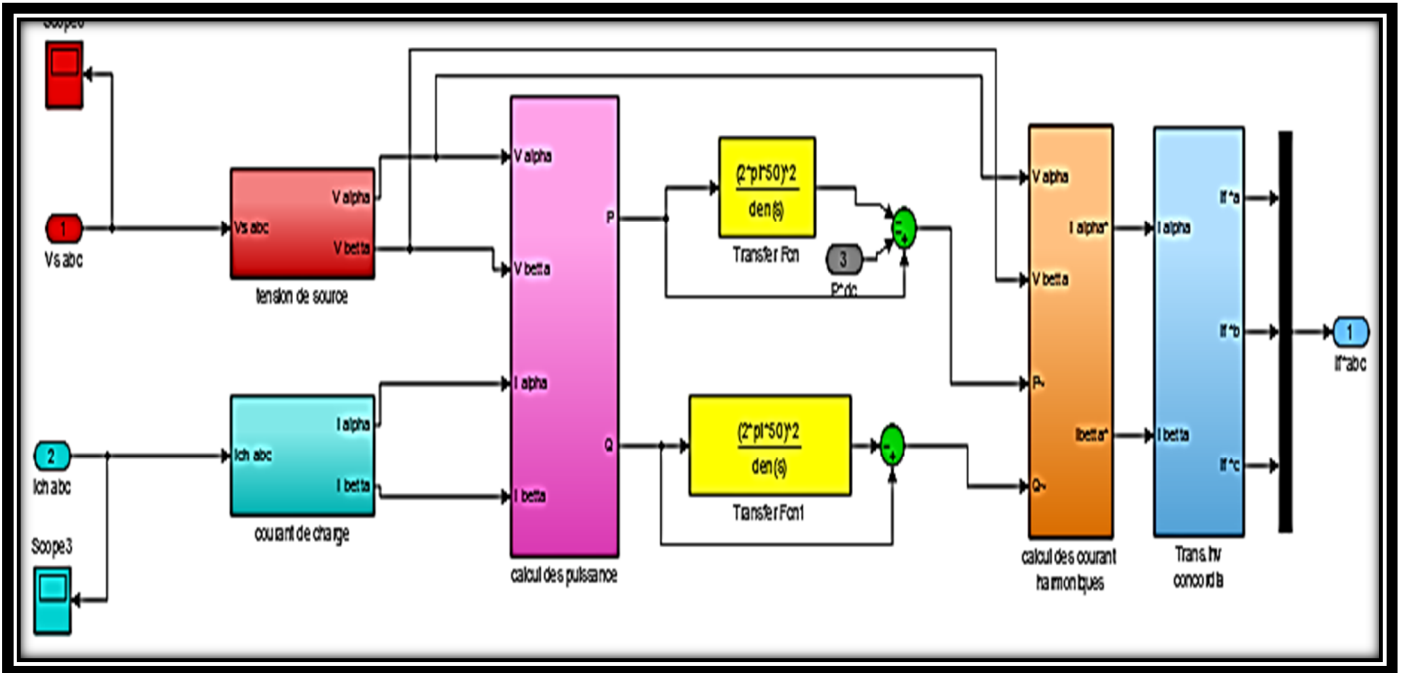 1
Vs abc
Vs abc
V alpha
V betta
tension de source
2
Ich abc
Scope3
Ich abc
I alpha
I betta
courant de charge
V alpha
V betta
I alpha
I betta
P
Q
calcul des puissance
(2*pi*50)^2
den(s)
Transfer Fcn
3
P*dc
-
+
(2*pi*50)^2
den(s)
Transfer Fcn1
-
+
V alpha
V betta
P~
Q~
I alpha*
Ibetta*
calcul des courant
harmoniques
I alpha
I betta
If *a
If *b
If *c
Trans.Inv
concordia
1
If*abc